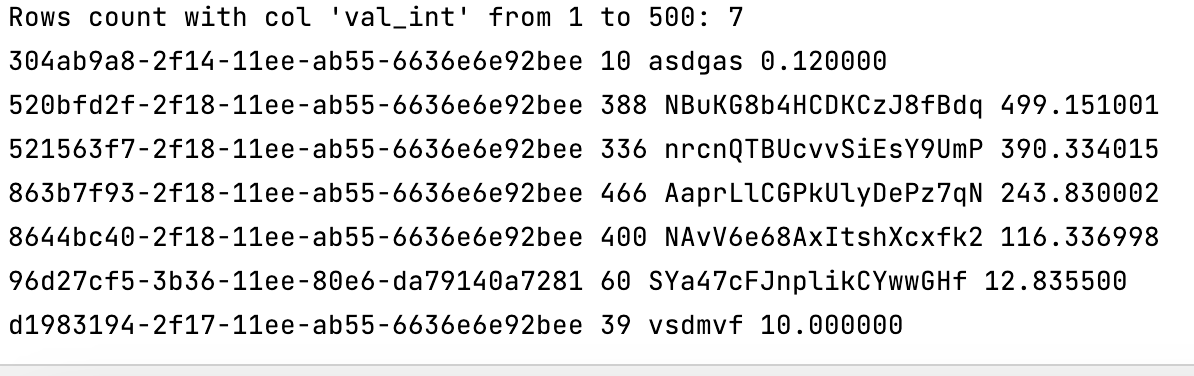 Rows count with col 'val_int' from 1 to 500: 7
304ab9a8-2f14-11ee-ab55-6636e6e92bee 10 asdgas 0.120000
520bfd2f-2f18-11ee-ab55-6636e6e92bee 388 NBuKG8b4HCDKCzJ8fBdq 499.151001
521563f7-2f18-11ee-ab55-6636e6e92bee 336 nrcnQTBUcvvSiEsY9UmP 390.334015
863b7f93-2f18-11ee-ab55-6636e6e92bee 466 AaprLlCGPkUlyDePz7qN 243.830002
8644bc40-2f18-11ee-ab55-6636e6e92bee 400 NAvV6e68AxItshXcxfk2 116.336998
96d27cf5-3b36-11ee-80e6-da79140a7281 60 SYa47cFJnplikCYwwGHf 12.835500
d1983194-2f17-11ee-ab55-6636e6e92bee 39 vsdmvf 10.000000